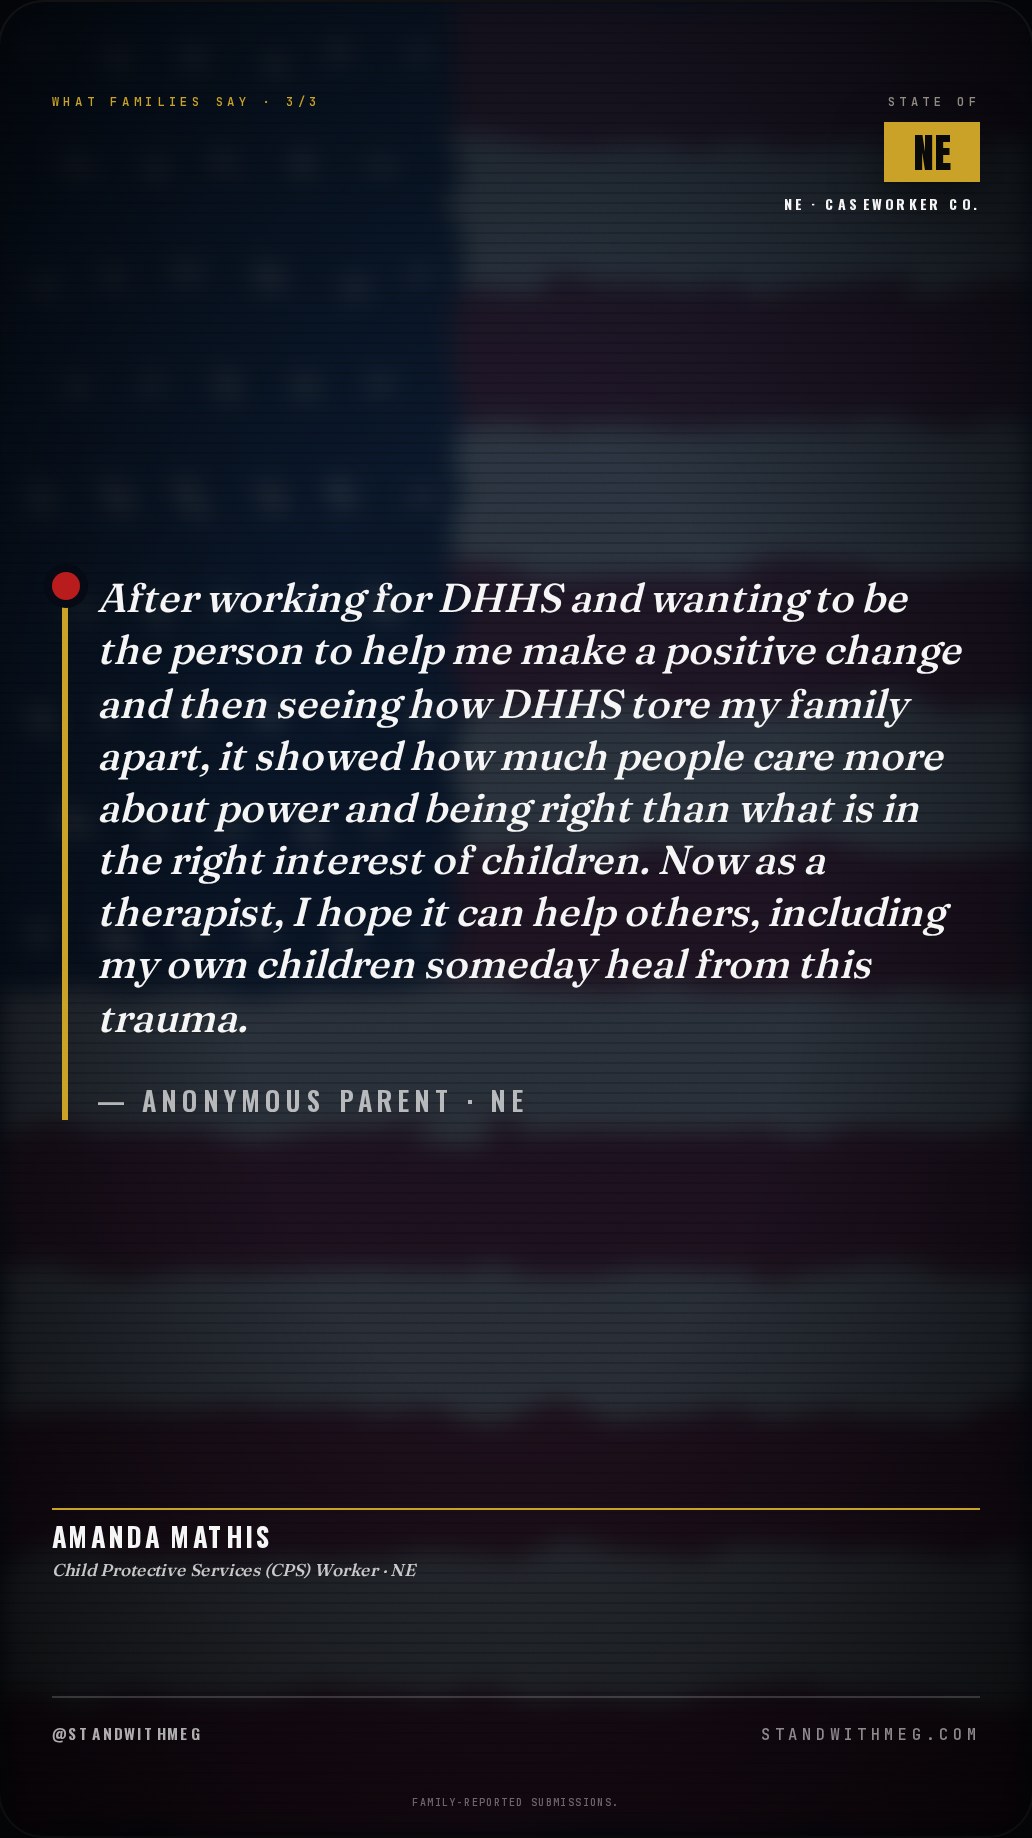 WHAT FAMILIES SAY · 3/3
STATE OF
NE
NE · CASEWORKER CO.
After working for DHHS and wanting to be
the person to help me make a positive change
and then seeing how DHHS tore my family
apart, it showed how much people care more
about power and being right than what is in
the right interest of children. Now as a
therapist, I hope it can help others, including
my own children someday heal from this
trauma.
— ANONYMOUS PARENT · NE
AMANDA MATHIS
Child Protective Services (CPS) Worker · NE
@STANDWITHMEG
STANDWITHMEG.COM
FAMILY-REPORTED SUBMISSIONS.